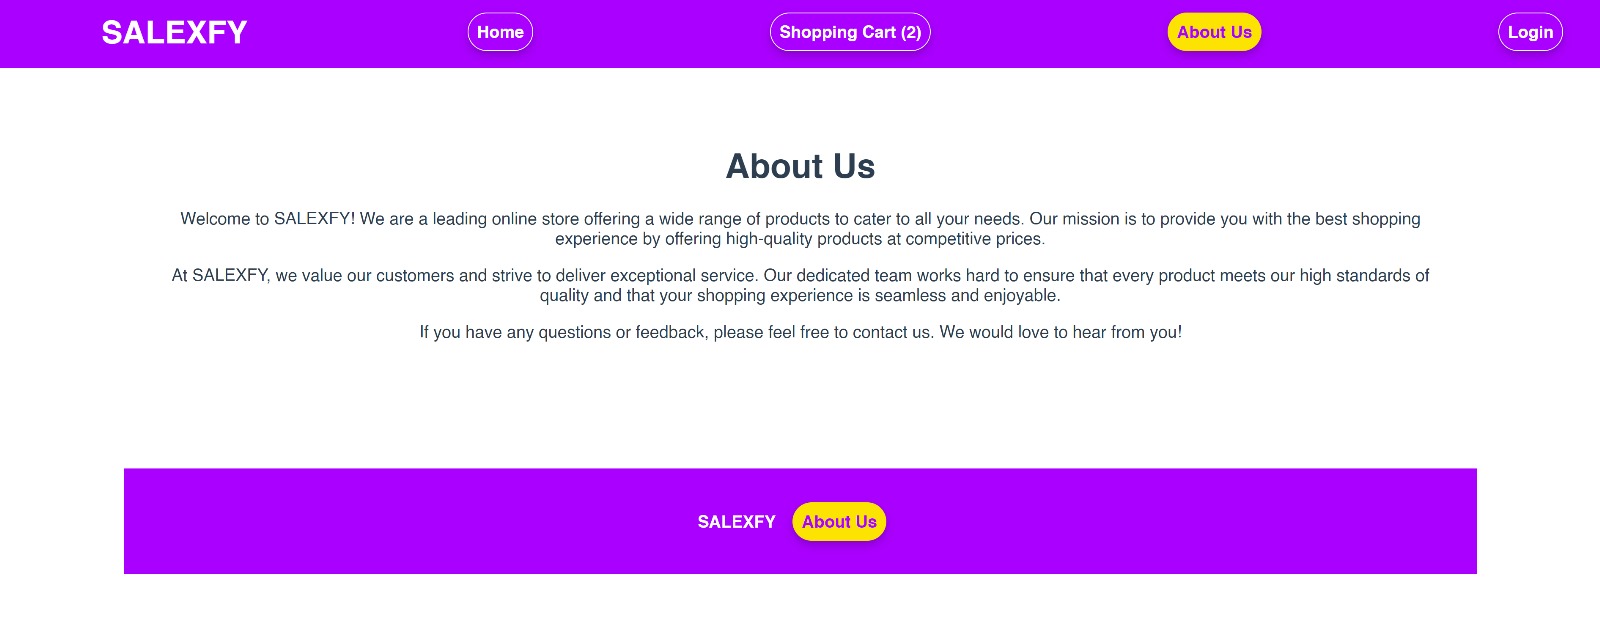 SALEXFY
Home
Shopping Cart (2)
About Us
Login
About Us
Welcome to SALEXFY! We are a leading online store offering a wide range of products to cater to all your needs. Our mission is to provide you with the best shopping
experience by offering high-quality products at competitive prices.
At SALEXFY, we value our customers and strive to deliver exceptional service. Our dedicated team works hard to ensure that every product meets our high standards of
quality and that your shopping experience is seamless and enjoyable.
If you have any questions or feedback, please feel free to contact us. We would love to hear from you!
SALEXFY
About Us